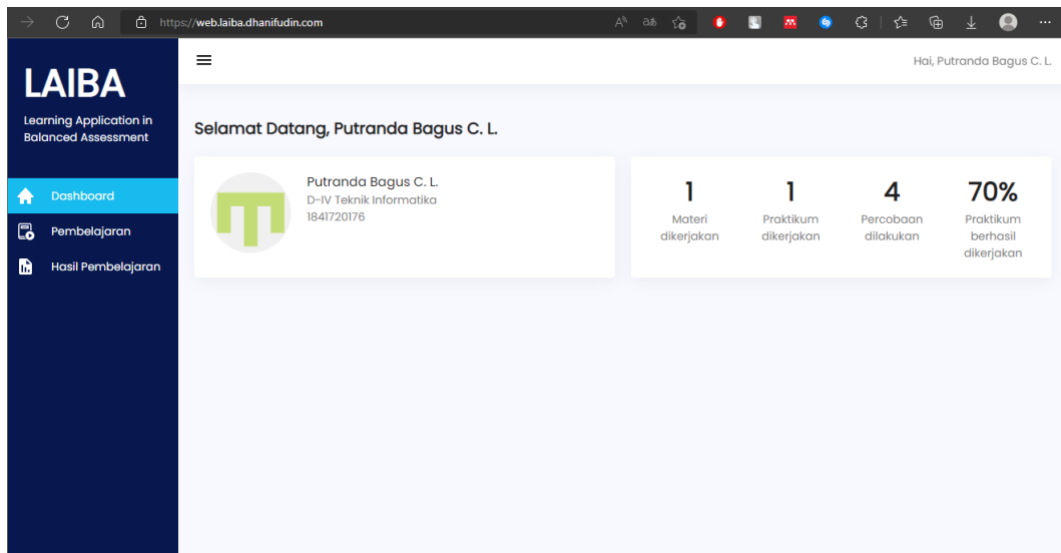 https://web.laiba.dhanifudin.com
LAIBA
Learning Application in
Balanced Assessment
Dashboard
Pembelajaran
Hasil Pembelajaran
Hai, Putranda Bagus C. L.
Selamat Datang, Putranda Bagus C. L.
Putranda Bagus C. L.
D-IV Teknik Informatika
1841720176
1
Materi
dikerjakan
1
Praktikum
dikerjakan
4
Percobaan
dilakukan
70%
Praktikum
berhasil
dikerjakan